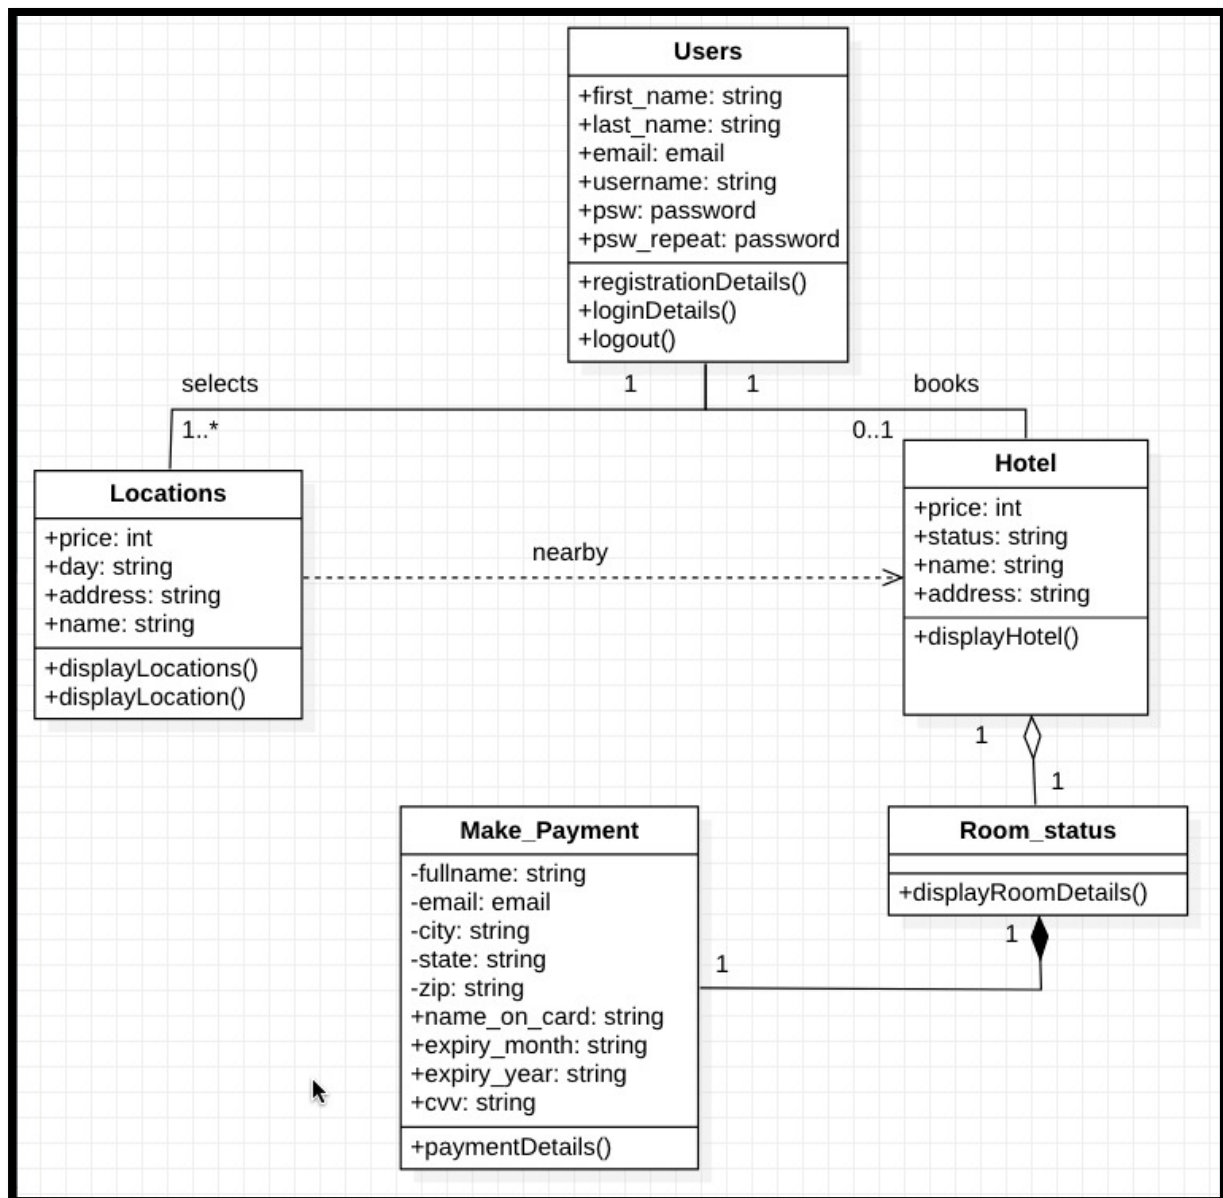 Users
+first_name: string
+last_name: string
+email: email
+username: string
+psw: password
+psw_repeat: password
+registrationDetails()
+loginDetails()
+logout()
selects
1
1
books
1..*
0..1
Locations
+price: int
+day: string
+address: string
+name: string
+displayLocations()
+displayLocation()
nearby
Hotel
+price: int
+status: string
+name: string
+address: string
+displayHotel()
1
1
Make_Payment
-fullname: string
-email: email
-city: string
-state: string
-zip: string
+name_on_card: string
+expiry_month: string
+expiry_year: string
+cvv: string
+paymentDetails()
Room_status
+displayRoomDetails()
1
1